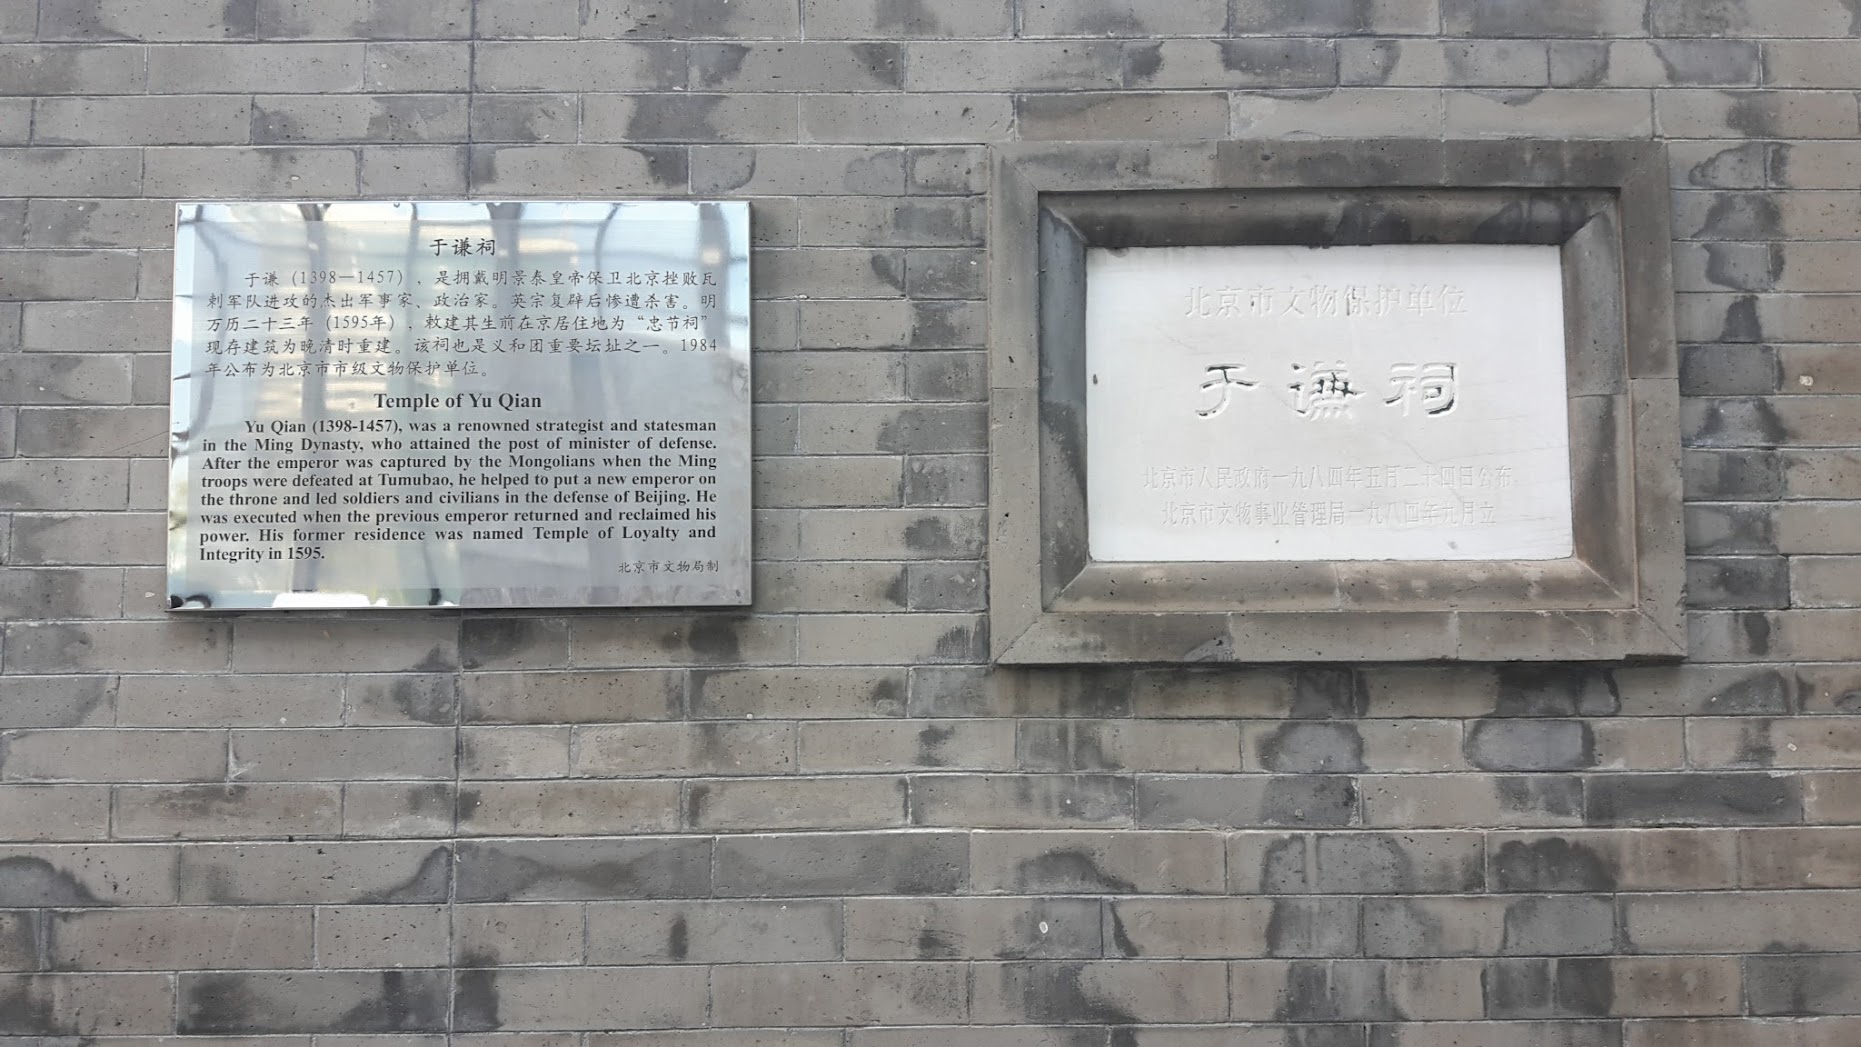 于谦祠
于谦（1398—1457），是拥戴明景泰皇帝保卫北京挫败瓦
剌军队进攻的杰出军事家、政治家。英宗复辟后惨遭杀害。明
万历二十三年（1595年），敕建其生前在京居住地为“忠节祠”
现存建筑为晚清时重建。该祠也是义和团重要坛址之一。1984
年公布为北京市市级文物保护单位。
Temple of Yu Qian
Yu Qian (1398-1457), was a renowned strategist and statesman
in the Ming Dynasty, who attained the post of minister of defense.
After the emperor was captured by the Mongolians when the Ming
troops were defeated at Tumubao, he helped to put a new emperor on
the throne and led soldiers and civilians in the defense of Beijing. He
was executed when the previous emperor returned and reclaimed his
power. His former residence was named Temple of Loyalty and
Integrity in 1595.
北京市文物局制
北京市文物保护单位
于谦祠
北京市人民政府一九八四年五月二十四日公布
北京市文物事业管理局一九八四年九月立